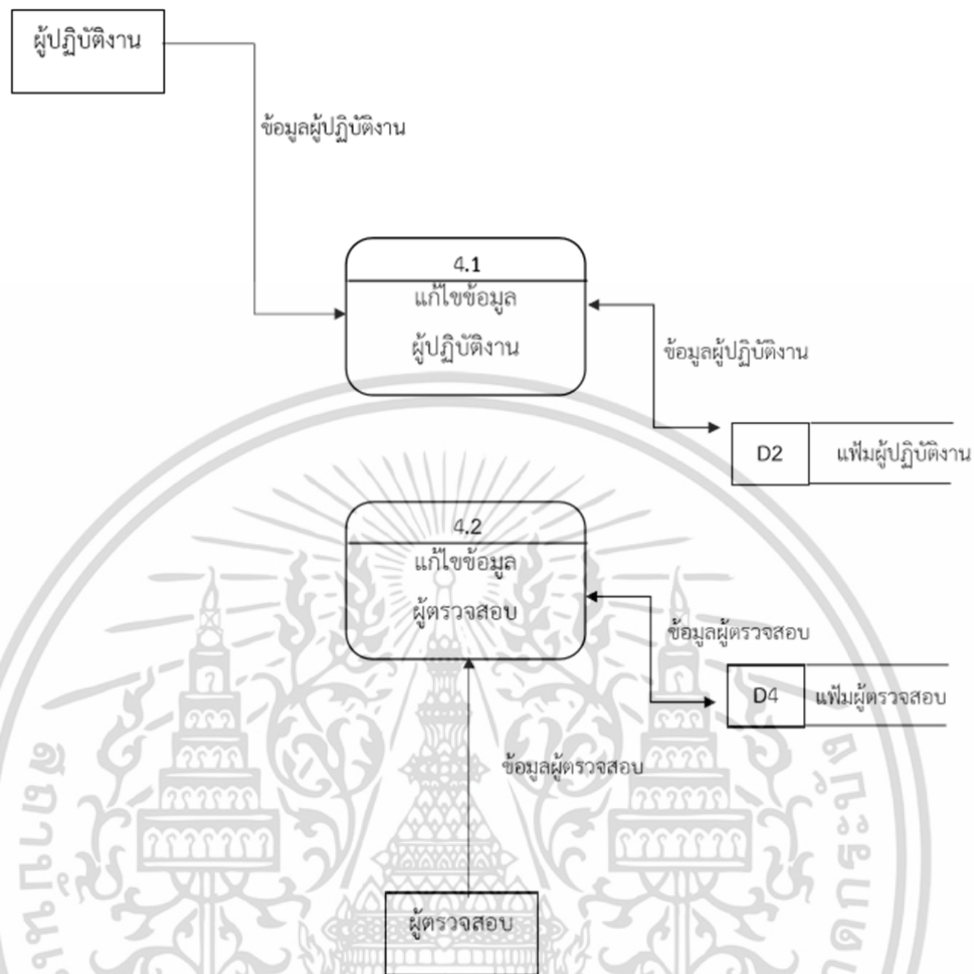 ผู้ปฏิบัติงาน
ข้อมูลผู้ปฏิบัติงาน
4.1
แก้ไขข้อมูล
ผู้ปฏิบัติงาน
ข้อมูลผู้ปฏิบัติงาน
D2 แฟ้มผู้ปฏิบัติงาน
4.2
แก้ไขข้อมูล
ผู้ตรวจสอบ
ข้อมูลผู้ตรวจสอบ
D4 แฟ้มผู้ตรวจสอบ
ข้อมูลผู้ตรวจสอบ
ผู้ตรวจสอบ